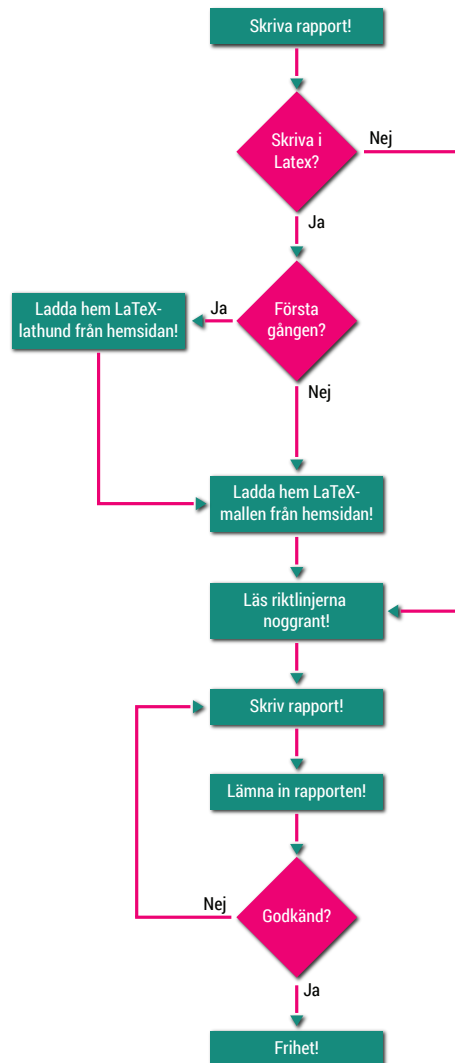 Skriva rapport!
Skriva i
Latex?
Nej
Ja
Ladda hem LaTeX-
lathund från hemsidan!
Ja
Första
gången?
Nej
Ladda hem LaTeX-
mallen från hemsidan!
Läs riktlinjerna
noggrant!
Skriv rapport!
Lämna in rapporten!
Nej
Godkänd?
Ja
Frihet!